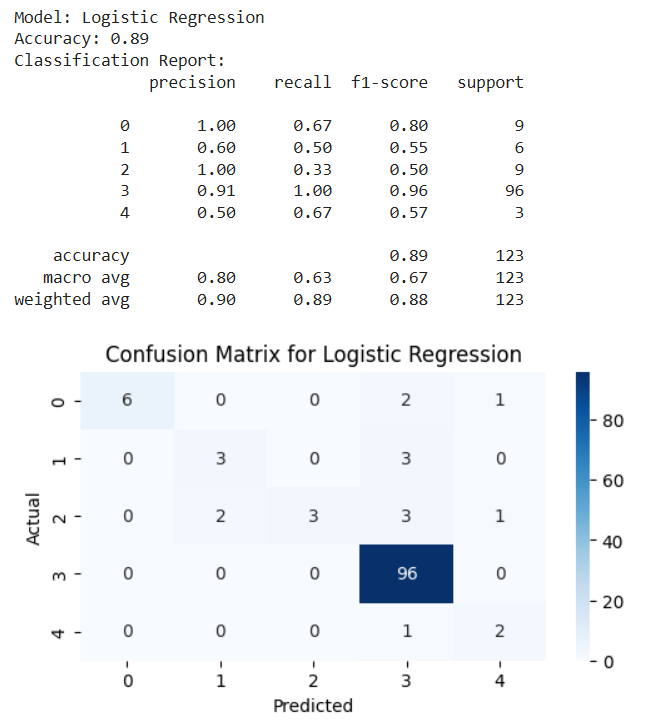 Model: Logistic Regression
Accuracy: 0.89
Classification Report:
precision recall f1-score support
0 1.00 0.67 0.80 9
1 0.60 0.50 0.55 6
2 1.00 0.33 0.50 9
3 0.91 1.00 0.96 96
4 0.50 0.67 0.57 3
accuracy 0.89 123
macro avg 0.80 0.63 0.67 123
weighted avg 0.90 0.89 0.88 123
Confusion Matrix for Logistic Regression
0 6 0 0 2 1
1 0 3 0 3 0
2 0 2 3 3 1
3 0 0 0 96 0
4 0 0 0 1 2
0 1 2 3 4
Actual
Predicted
80
60
40
20
0